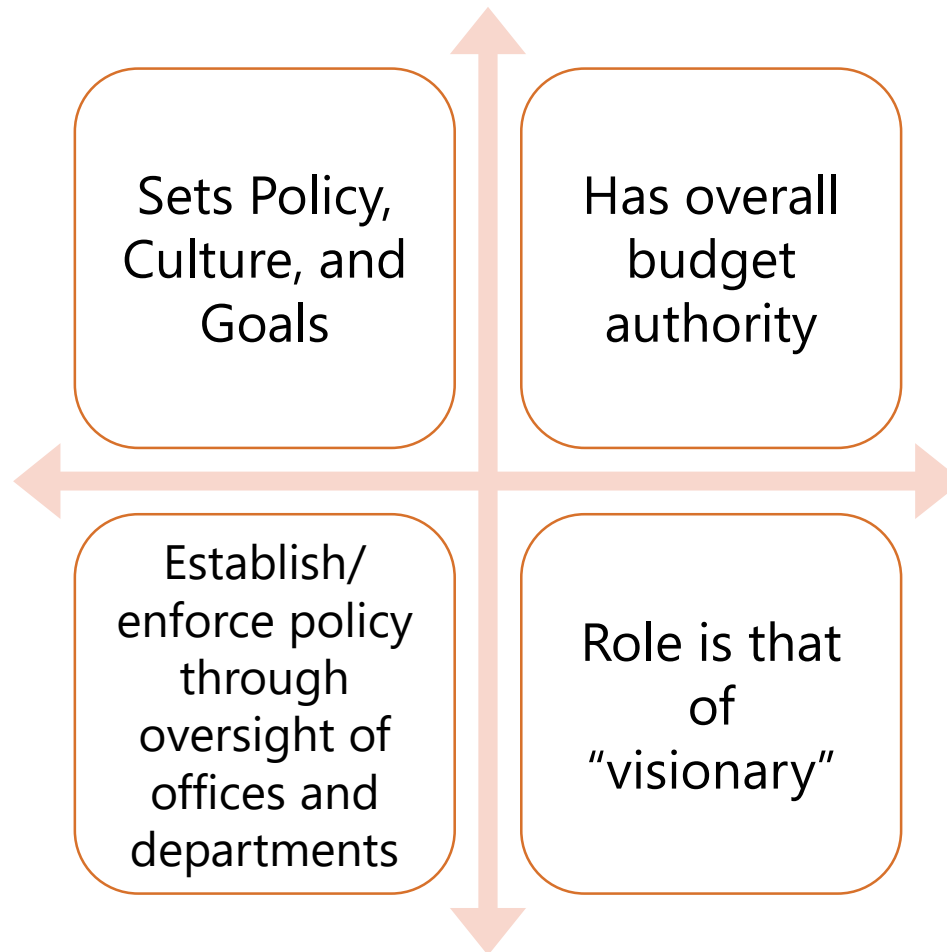 Sets Policy,
Culture, and
Goals
Has overall
budget
authority
Establish/
enforce policy
through
oversight of
offices and
departments
Role is that
of
“visionary”